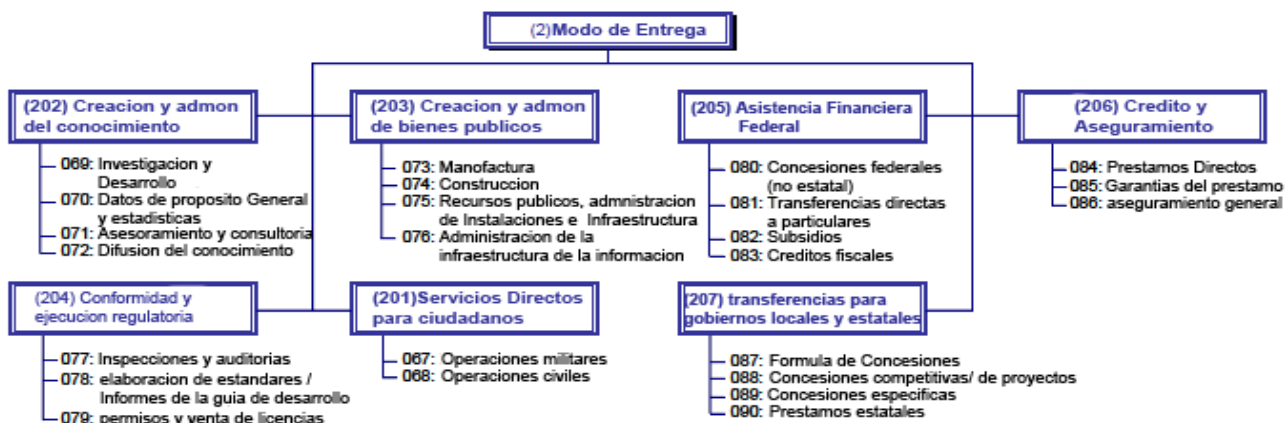 (2)Modo de Entrega
(202) Creacion y admon
del conocimiento
069: Investigacion y
Desarrollo
070: Datos de proposito General
y estadisticas
071: Asesoramiento y consultoria
072: Difusion del conocimiento
(203) Creacion y admon
de bienes publicos
073: Manofactura
074: Construccion
075: Recursos publicos, admnistracion
de Instalaciones e Infraestructura
076: Administracion de la
infraestructura de la informacion
(205) Asistencia Financiera
Federal
080: Concesiones federales
(no estatal)
081: Transferencias directas
a particulares
082: Subsidios
083: Creditos fiscales
(206) Credito y
Aseguramiento
084: Prestamos Directos
085: Garantias del prestamo
086: aseguramiento general
(204) Conformidad y
ejecucion regulatoria
077: Inspecciones y auditorias
078: elaboracion de estandares /
Informes de la guia de desarrollo
079: permisos y venta de licencias
(201)Servicios Directos
para ciudadanos
067: Operaciones militares
068: Operaciones civiles
(207) transferencias para
gobiernos locales y estatales
087: Formula de Concesiones
088: Concesiones competitivas/ de proyectos
089: Concesiones especificas
090: Prestamos estatales